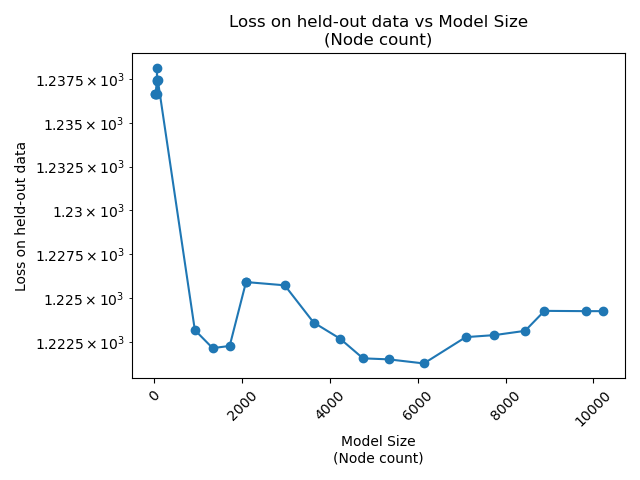 Loss on held-out data vs Model Size
(Node count)
Loss on held-out data
1.2375 × 10³
1.235 × 10³
1.2325 × 10³
1.23 × 10³
1.2275 × 10³
1.225 × 10³
1.2225 × 10³
0
2000
4000
6000
8000
10000
Model Size
(Node count)